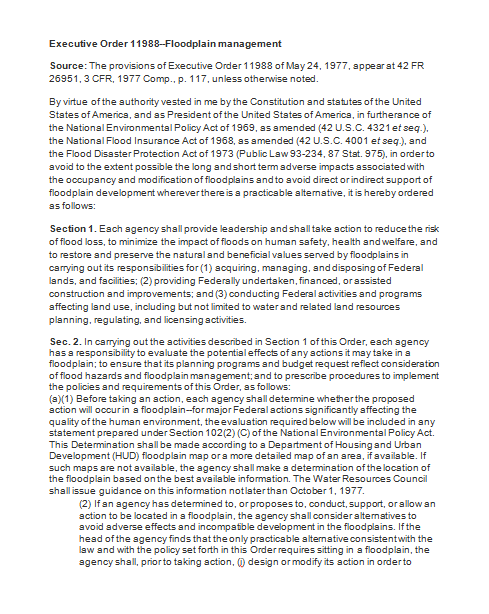 Executive Order 11988--Floodplain management
Source: The provisions of Executive Order 11988 of May 24, 1977, appear at 42 FR
26951, 3 CFR, 1977 Comp., p. 117, unless otherwise noted.
By virtue of the authority vested in me by the Constitution and statutes of the United
States of America, and as President of the United States of America, in furtherance of
the National Environmental Policy Act of 1969, as amended (42 U.S.C. 4321 et seq.),
the National Flood Insurance Act of 1968, as amended (42 U.S.C. 4001 et seq.), and
the Flood Disaster Protection Act of 1973 (Public Law 93-234, 87 Stat. 975), in order to
avoid to the extent possible the long and short term adverse impacts associated with
the occupancy and modification of floodplains and to avoid direct or indirect support of
floodplain development wherever there is a practicable alternative, it is hereby ordered
as follows:
Section 1. Each agency shall provide leadership and shall take action to reduce the risk
of flood loss, to minimize the impact of floods on human safety, health and welfare, and
to restore and preserve the natural and beneficial values served by floodplains in
carrying out its responsibilities for (1) acquiring, managing, and disposing of Federal
lands, and facilities; (2) providing Federally undertaken, financed, or assisted
construction and improvements; and (3) conducting Federal activities and programs
affecting land use, including but not limited to water and related land resources
planning, regulating, and licensing activities.
Sec. 2. In carrying out the activities described in Section 1 of this Order, each agency
has a responsibility to evaluate the potential effects of any actions it may take in a
floodplain; to ensure that its planning programs and budget request reflect consideration
of flood hazards and floodplain management; and to prescribe procedures to implement
the policies and requirements of this Order, as follows:
(a)(1) Before taking an action, each agency shall determine whether the proposed
action will occur in a floodplain--for major Federal actions significantly affecting the
quality of the human environment, the evaluation required below will be included in any
statement prepared under Section 102(2) (C) of the National Environmental Policy Act.
This Determination shall be made according to a Department of Housing and Urban
Development (HUD) floodplain map or a more detailed map of an area, if available. If
such maps are not available, the agency shall make a determination of the location of
the floodplain based on the best available information. The Water Resources Council
shall issue guidance on this information not later than October 1, 1977.
(2) If an agency has determined to, or proposes to, conduct, support, or allow an
action to be located in a floodplain, the agency shall consider alternatives to
avoid adverse effects and incompatible development in the floodplains. If the
head of the agency finds that the only practicable alternative consistent with the
law and with the policy set forth in this Order requires sitting in a floodplain, the
agency shall, prior to taking action, (i) design or modify its action in order to